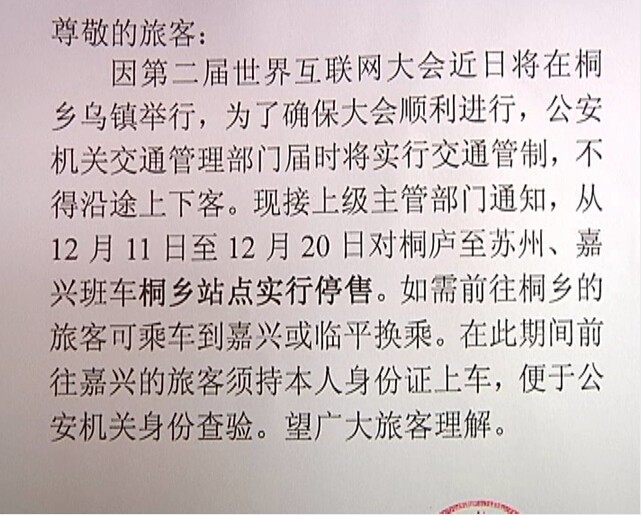 尊敬的旅客：
因第二届世界互联网大会近日将在桐
乡乌镇举行，为了确保大会顺利进行，公安
机关交通管理部门届时将实行交通管制，不
得沿途上下客。现接上级主管部门通知，从
12 月 11 日至 12 月 20 日对桐庐至苏州、嘉
兴班车桐乡站点实行停售。如需前往桐乡的
旅客可乘车到嘉兴或临平换乘。在此期间前
往嘉兴的旅客须持本人身份证上车，便于公
安机关身份查验。望广大旅客理解。